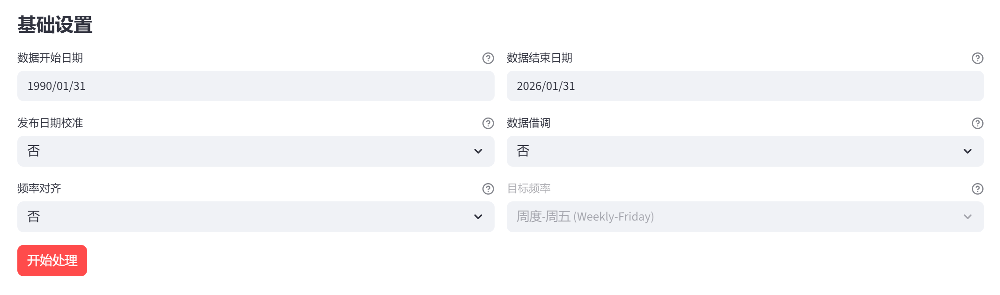 基础设置
数据开始日期
数据结束日期
1990/01/31
2026/01/31
发布日期校准
数据借调
否
否
频率对齐
目标频率
否
周度-周五 (Weekly-Friday)
开始处理